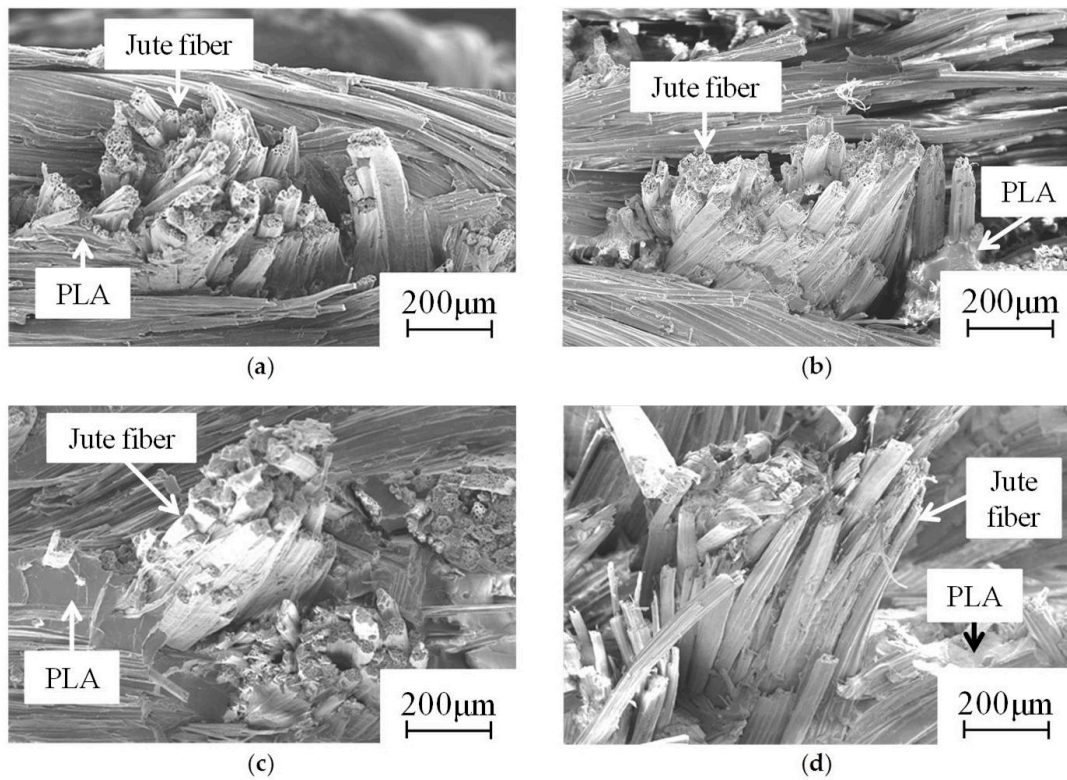 Jute fiber
PLA
200μm
(a)
Jute fiber
PLA
200μm
(b)
Jute fiber
PLA
200μm
(c)
Jute
fiber
PLA
200μm
(d)